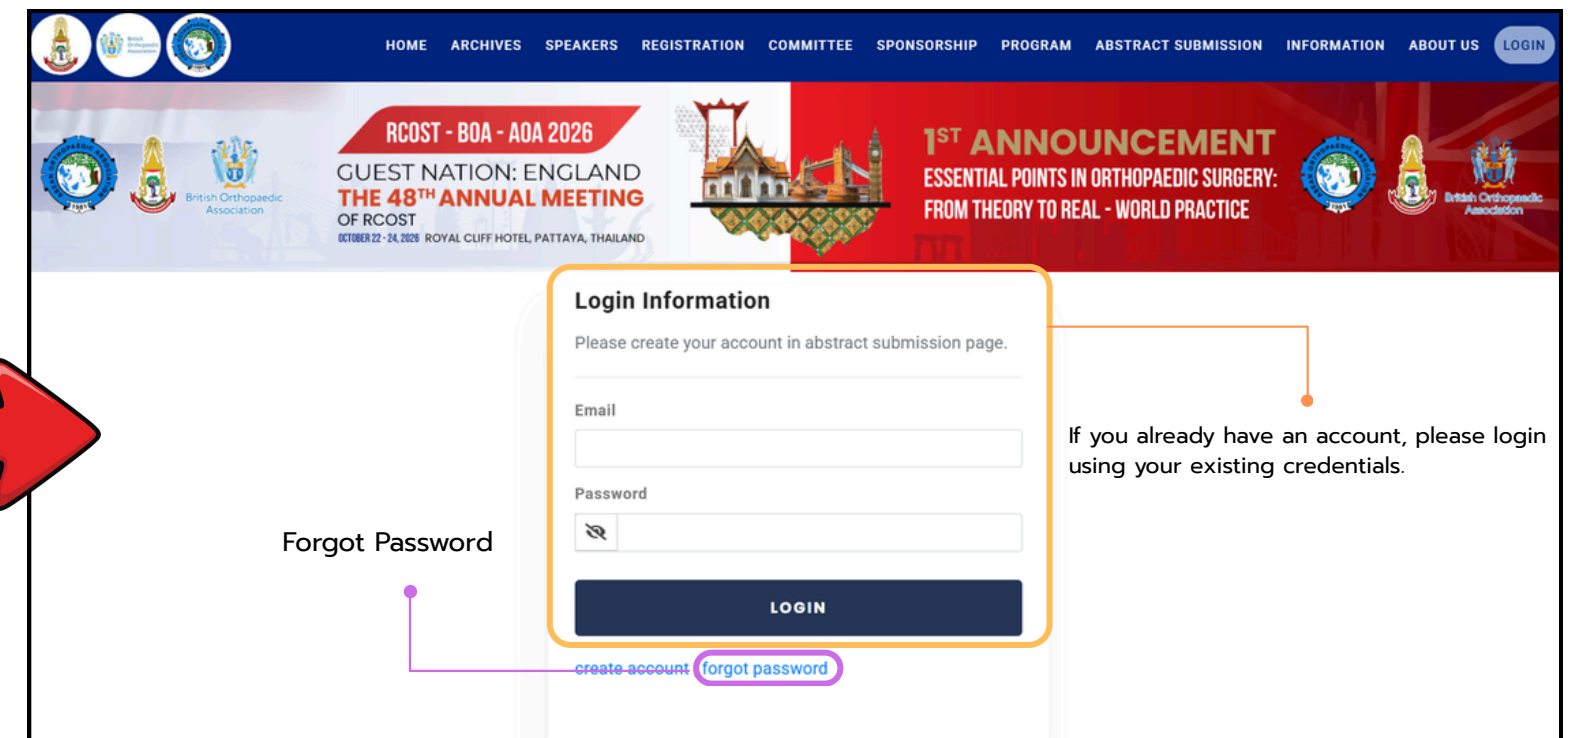 HOME ARCHIVES SPEAKERS REGISTRATION COMMITTEE SPONSORSHIP PROGRAM ABSTRACT SUBMISSION INFORMATION ABOUT US LOGIN
RCOST - BOA - AOA 2026
GUEST NATION: ENGLAND
THE 48TH ANNUAL MEETING
OF RCOST
OCTOBER 22 - 24, 2026 ROYAL CLIFF HOTEL, PATTAYA, THAILAND
British Orthopaedic
Association
1ST ANNOUNCEMENT
ESSENTIAL POINTS IN ORTHOPAEDIC SURGERY:
FROM THEORY TO REAL - WORLD PRACTICE
British Orthopaedic
Association
Login Information
Please create your account in abstract submission page.
Email
If you already have an account, please login
using your existing credentials.
Password
Forgot Password
LOGIN
create account forgot password